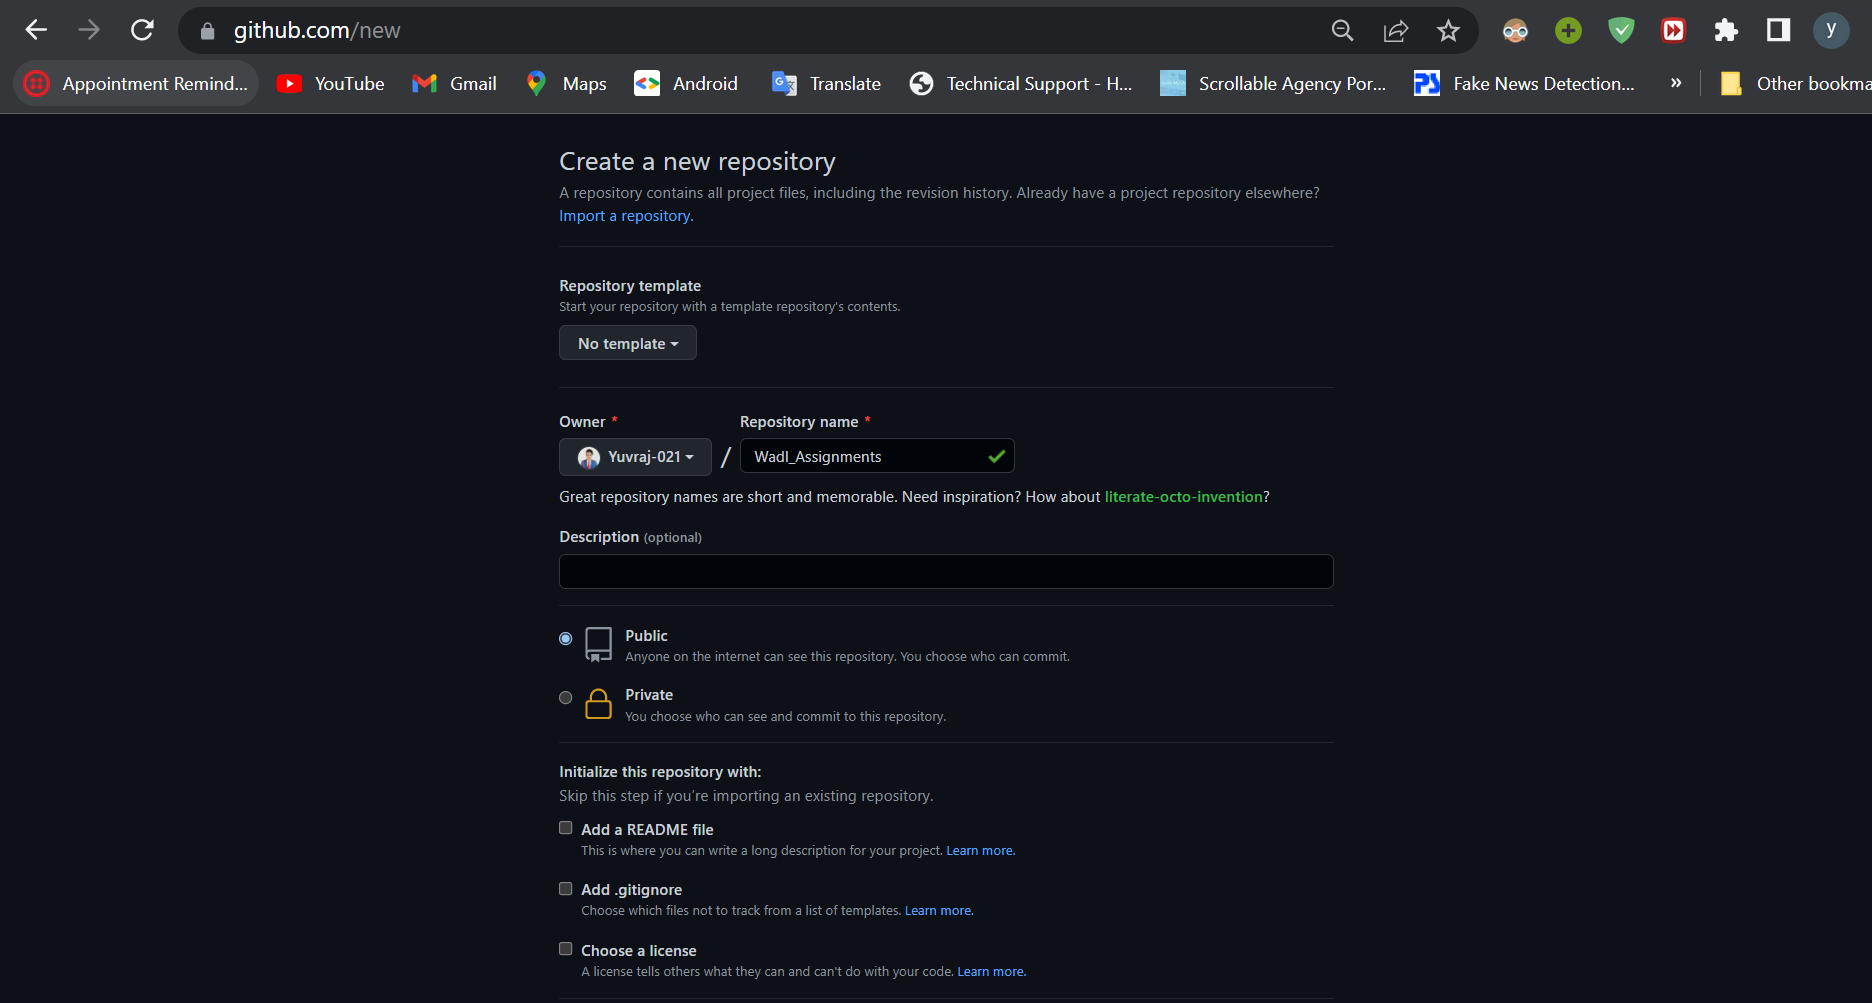 github.com/new
y
Appointment Remind... YouTube Gmail Maps Android Translate Technical Support - H... Scrollable Agency Por... Fake News Detection... » Other bookma
Create a new repository
A repository contains all project files, including the revision history. Already have a project repository elsewhere?
Import a repository.
Repository template
Start your repository with a template repository's contents.
No template
Owner * Repository name *
Yuvraj-021 / Wadl_Assignments
Great repository names are short and memorable. Need inspiration? How about literate-octo-invention?
Description (optional)
Public
Anyone on the internet can see this repository. You choose who can commit.
Private
You choose who can see and commit to this repository.
Initialize this repository with:
Skip this step if you’re importing an existing repository.
Add a README file
This is where you can write a long description for your project. Learn more.
Add .gitignore
Choose which files not to track from a list of templates. Learn more.
Choose a license
A license tells others what they can and can't do with your code. Learn more.